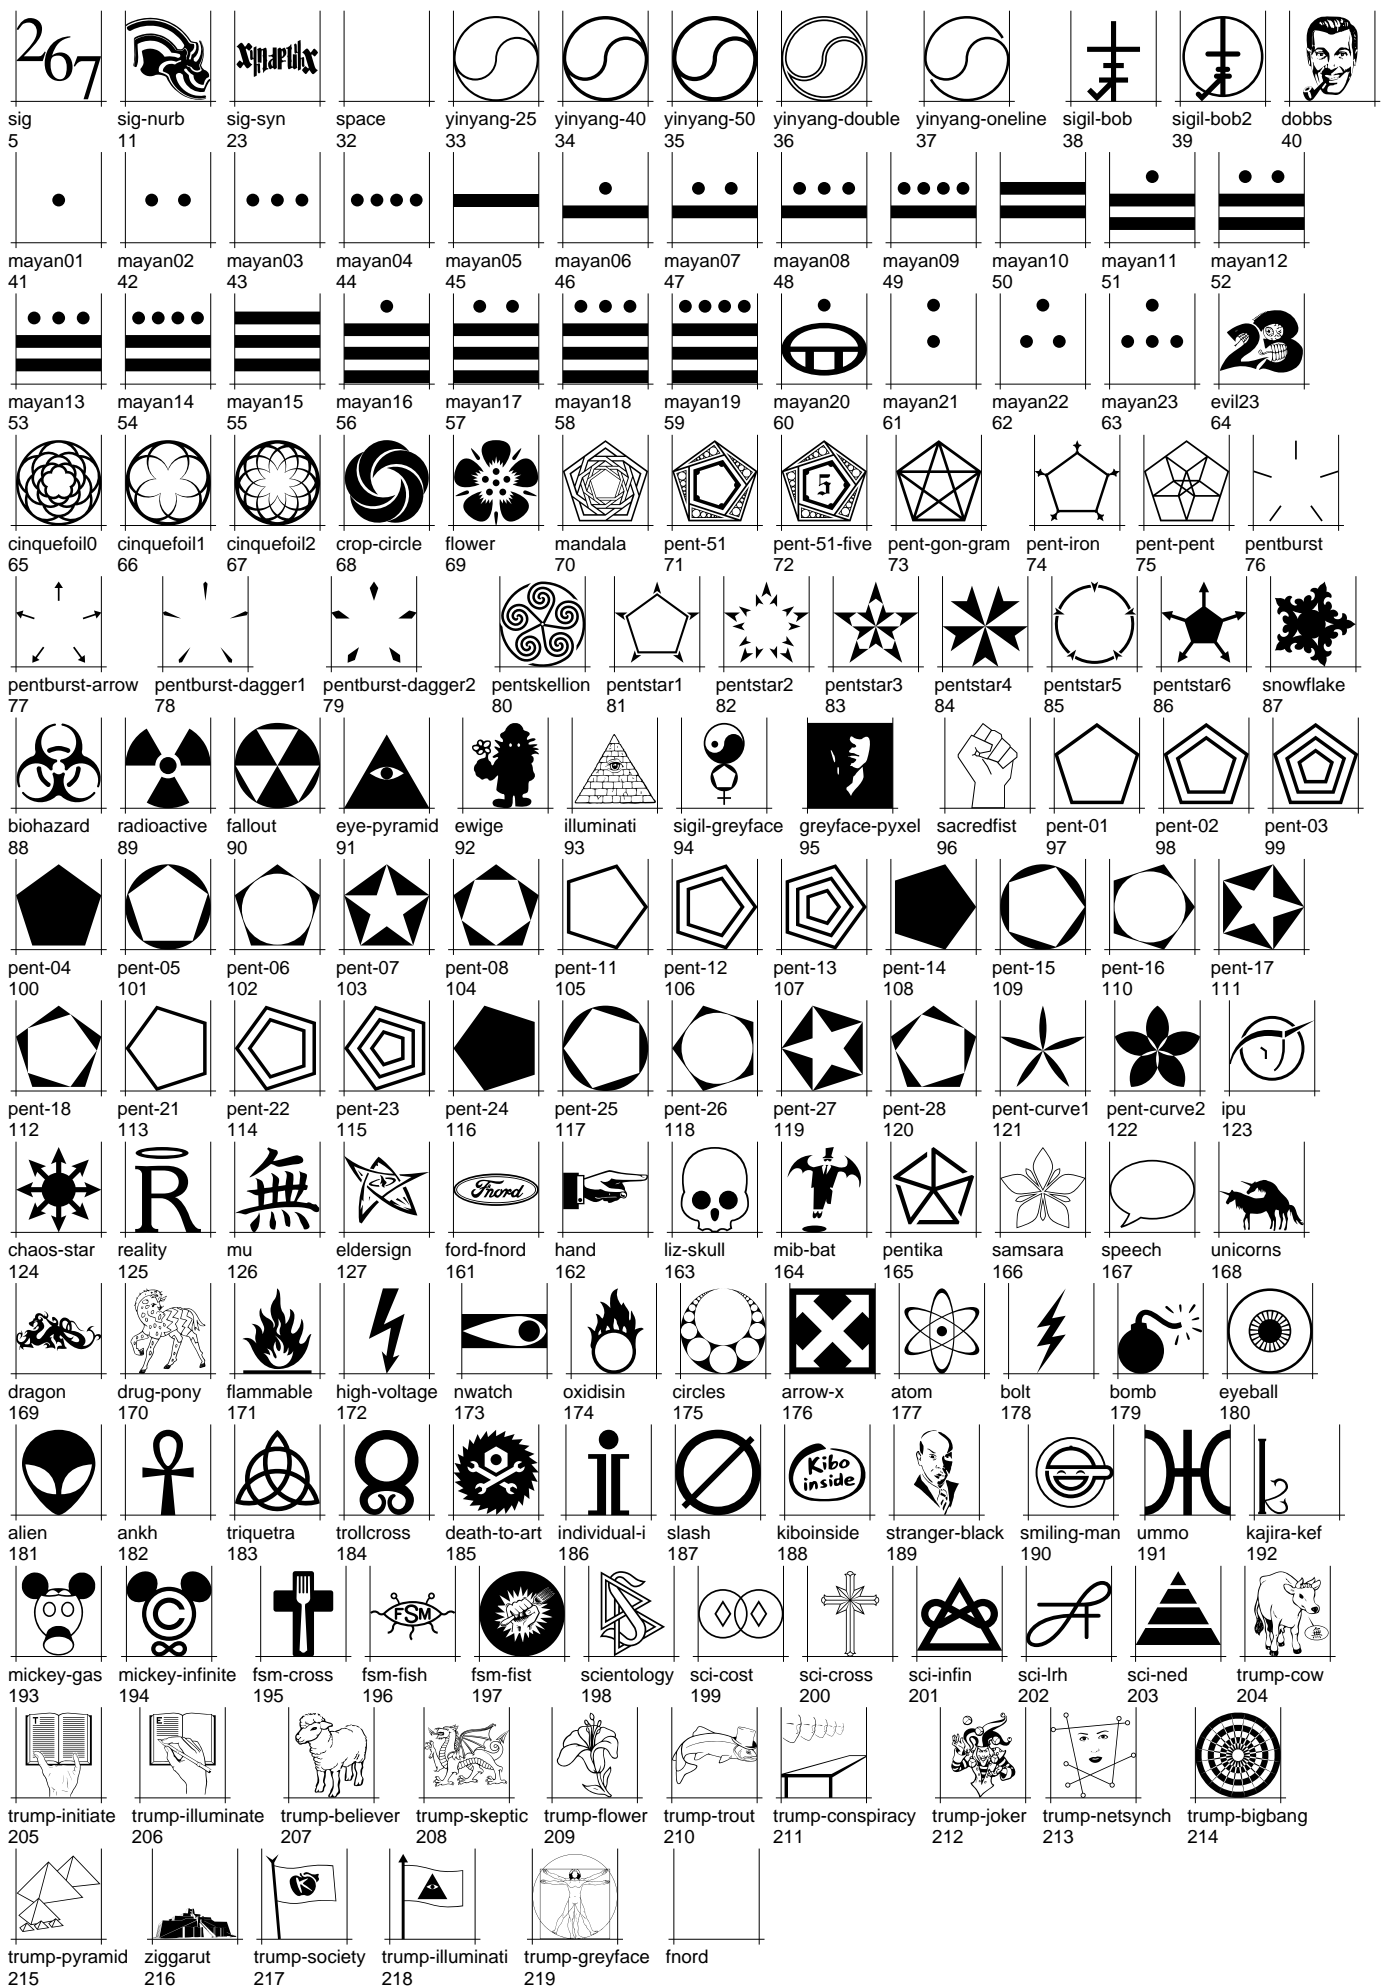 267 xynaptix
sig sig-nurb sig-syn space yinyang-25 yinyang-40 yinyang-50 yinyang-double yinyang-oneline sigil-bob sigil-bob2 dobbs
5 11 23 32 33 34 35 36 37 38 39 40
mayan01 mayan02 mayan03 mayan04 mayan05 mayan06 mayan07 mayan08 mayan09 mayan10 mayan11 mayan12
41 42 43 44 45 46 47 48 49 50 51 52
23
mayan13 mayan14 mayan15 mayan16 mayan17 mayan18 mayan19 mayan20 mayan21 mayan22 mayan23 evil23
53 54 55 56 57 58 59 60 61 62 63 64
5
cinquefoil0 cinquefoil1 cinquefoil2 crop-circle flower mandala pent-51 pent-51-five pent-gon-gram pent-iron pent-pent pentburst
65 66 67 68 69 70 71 72 73 74 75 76
pentburst-arrow pentburst-dagger1 pentburst-dagger2 pentskellion pentstar1 pentstar2 pentstar3 pentstar4 pentstar5 pentstar6 snowflake
77 78 79 80 81 82 83 84 85 86 87
biohazard radioactive fallout eye-pyramid ewige illuminati sigil-greyface greyface-pyxel sacredfist pent-01 pent-02 pent-03
88 89 90 91 92 93 94 95 96 97 98 99
pent-04 pent-05 pent-06 pent-07 pent-08 pent-11 pent-12 pent-13 pent-14 pent-15 pent-16 pent-17
100 101 102 103 104 105 106 107 108 109 110 111
pent-18 pent-21 pent-22 pent-23 pent-24 pent-25 pent-26 pent-27 pent-28 pent-curve1 pent-curve2 ipu
112 113 114 115 116 117 118 119 120 121 122 123
R 無 Fnord
chaos-star reality mu eldersign ford-fnord hand liz-skull mib-bat pentika samsara speech unicorns
124 125 126 127 161 162 163 164 165 166 167 168
dragon drug-pony flammable high-voltage nwatch oxidisin circles arrow-x atom bolt bomb eyeball
169 170 171 172 173 174 175 176 177 178 179 180
i Kibo
inside
alien ankh triquetra trollcross death-to-art individual-i slash kiboinside stranger-black smiling-man ummo kajira-kef
181 182 183 184 185 186 187 188 189 190 191 192
C FSM
mickey-gas mickey-infinite fsm-cross fsm-fish fsm-fist scientology sci-cost sci-cross sci-infin sci-lrh sci-ned trump-cow
193 194 195 196 197 198 199 200 201 202 203 204
T E
trump-initiate trump-illuminate trump-believer trump-skeptic trump-flower trump-trout trump-conspiracy trump-joker trump-netsynch trump-bigbang
205 206 207 208 209 210 211 212 213 214
K
trump-pyramid ziggarut trump-society trump-illuminati trump-greyface fnord
215 216 217 218 219